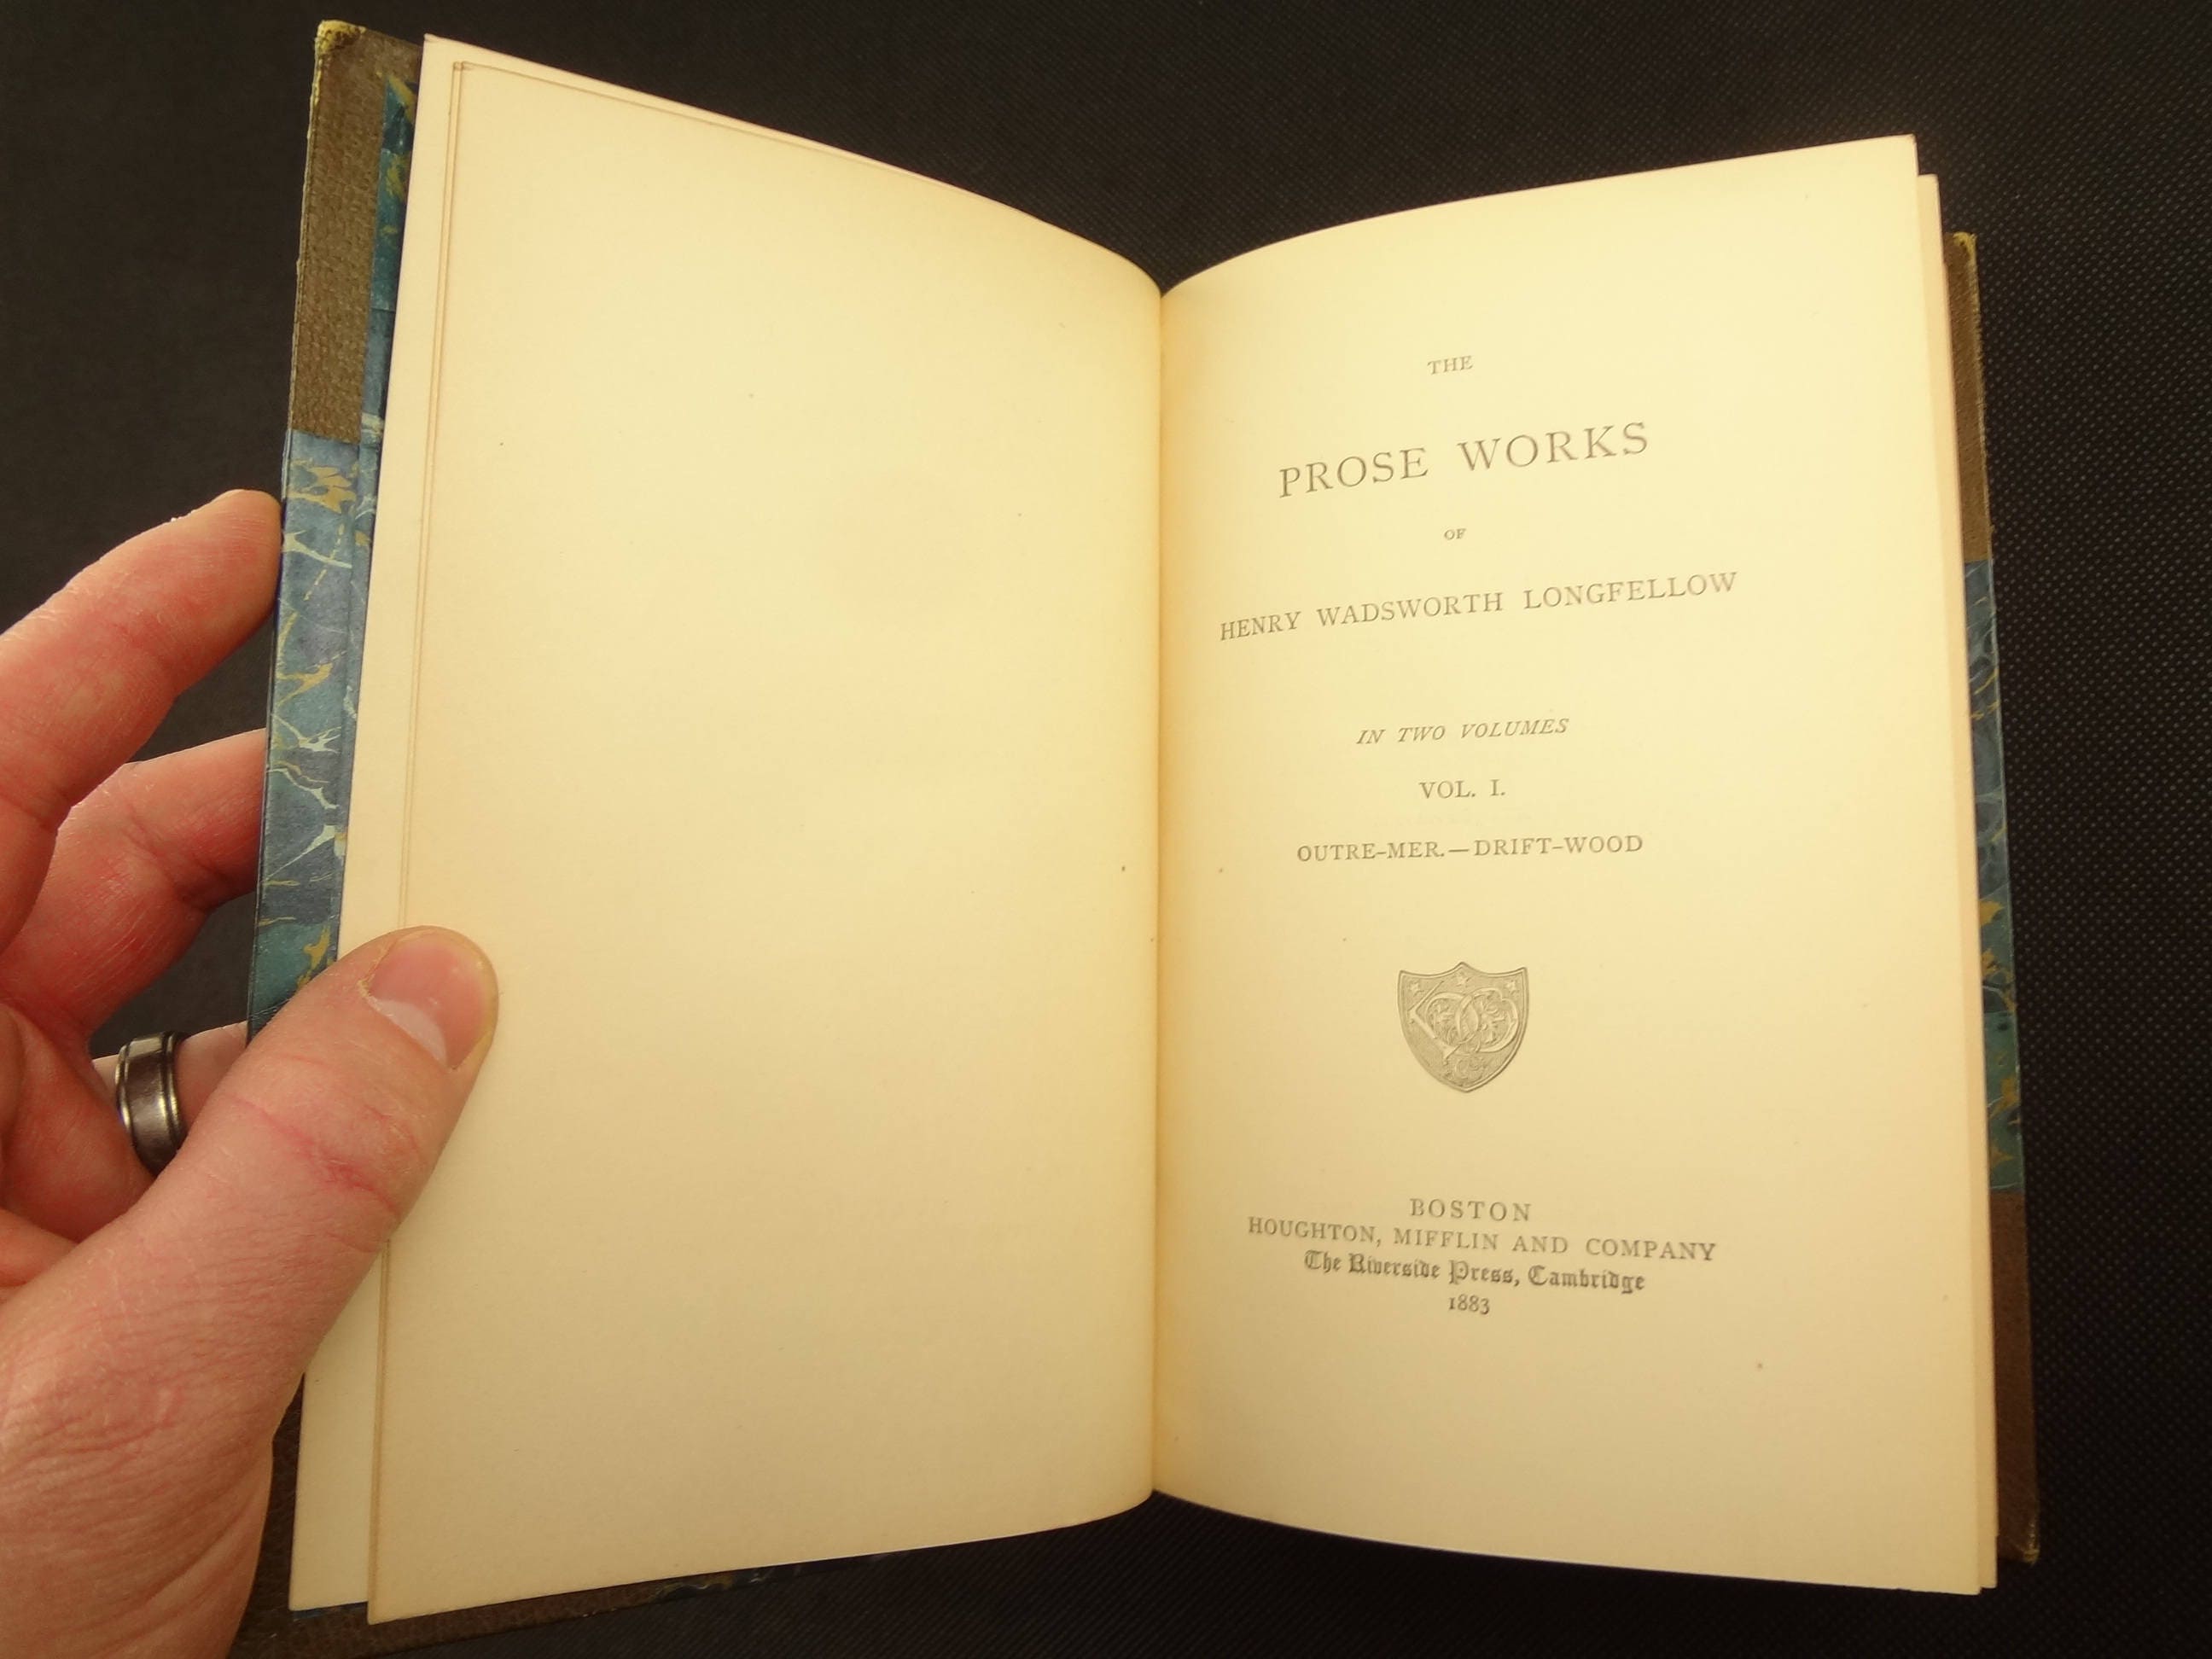 THE
PROSE WORKS
OF
HENRY WADSWORTH LONGFELLOW
IN TWO VOLUMES
VOL. I.
OUTRE-MER.—DRIFT-WOOD
BOSTON
HOUGHTON, MIFFLIN AND COMPANY
The Riverside Press, Cambridge
1883